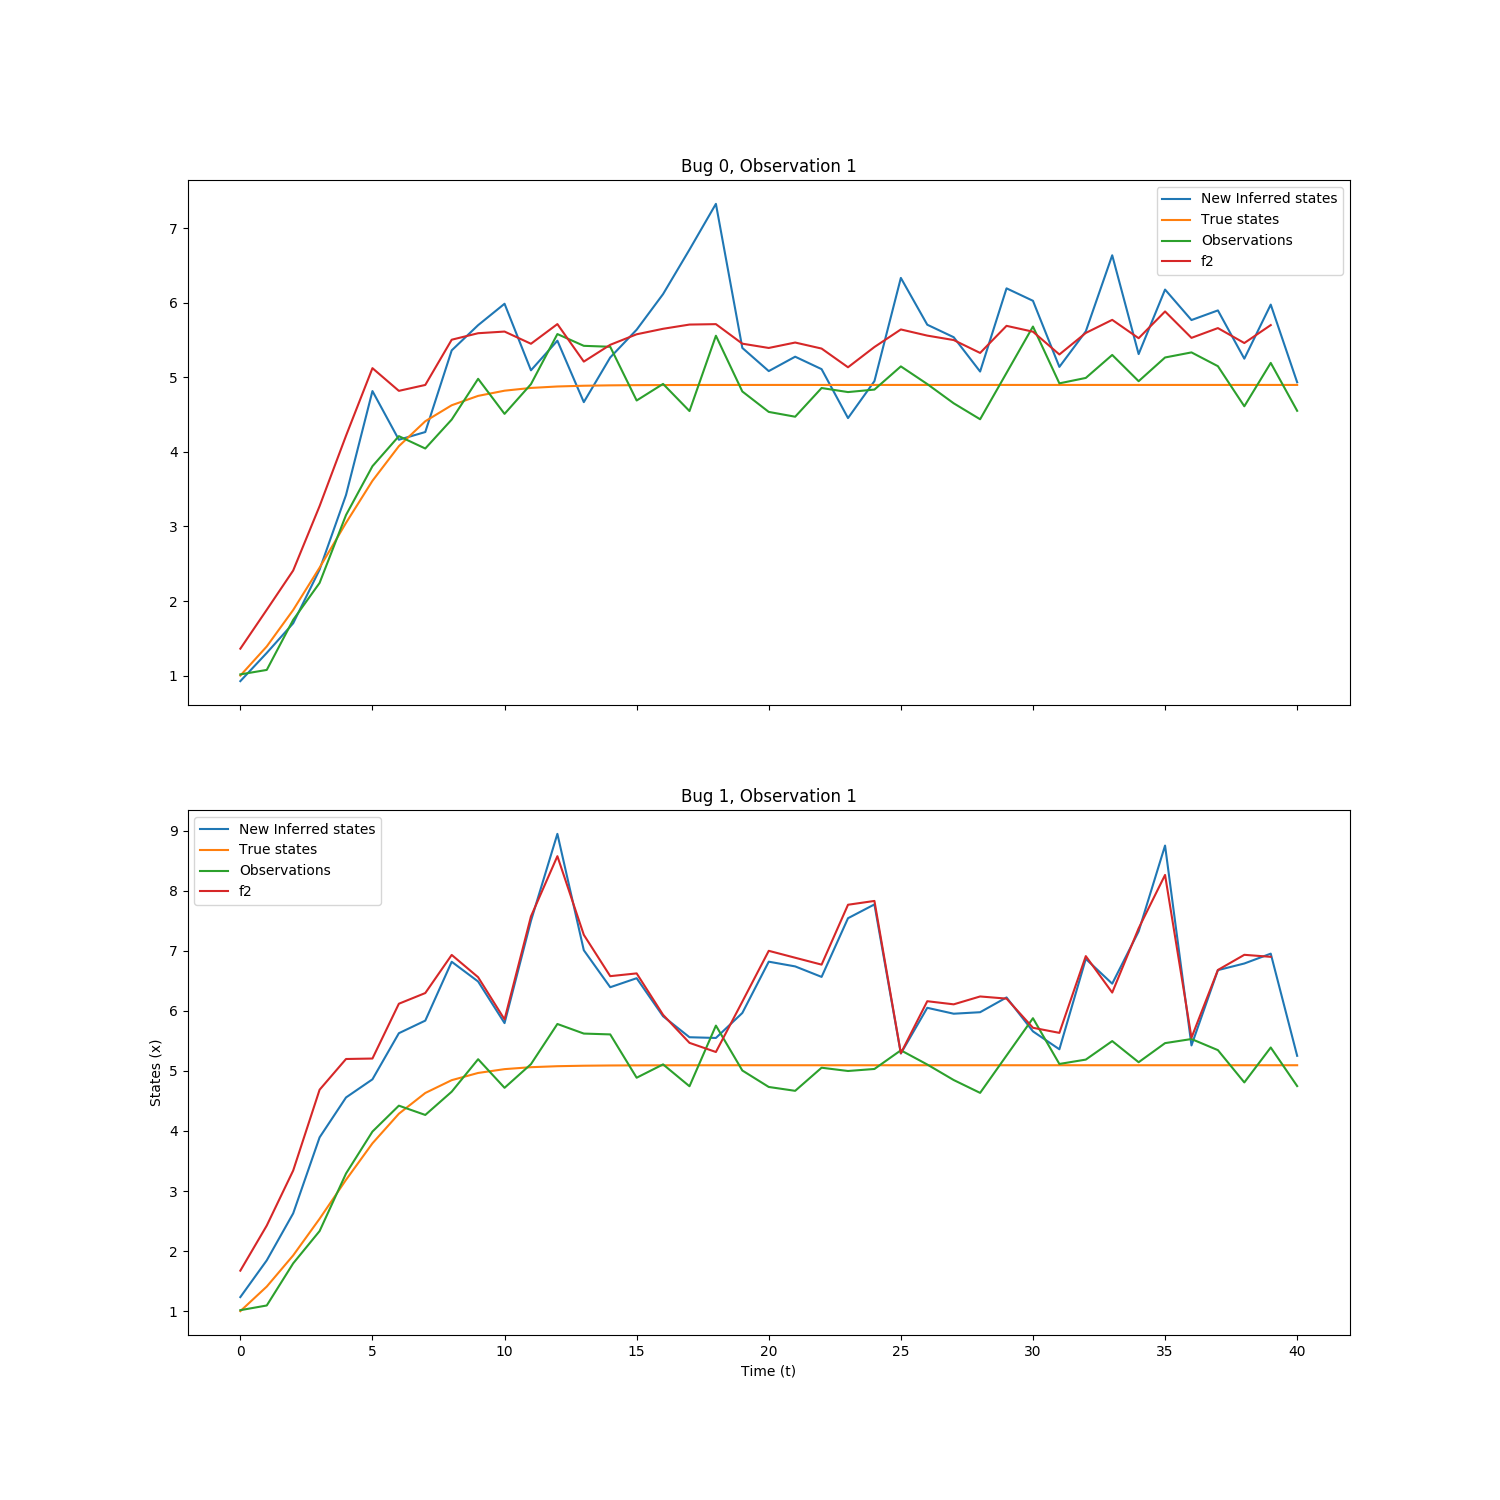 Bug 0, Observation 1
New Inferred states
True states
Observations
f2
7
6
5
4
3
2
1
Bug 1, Observation 1
New Inferred states
True states
Observations
f2
9
8
7
6
5
4
3
2
1
States (x)
0 5 10 15 20 25 30 35 40
Time (t)